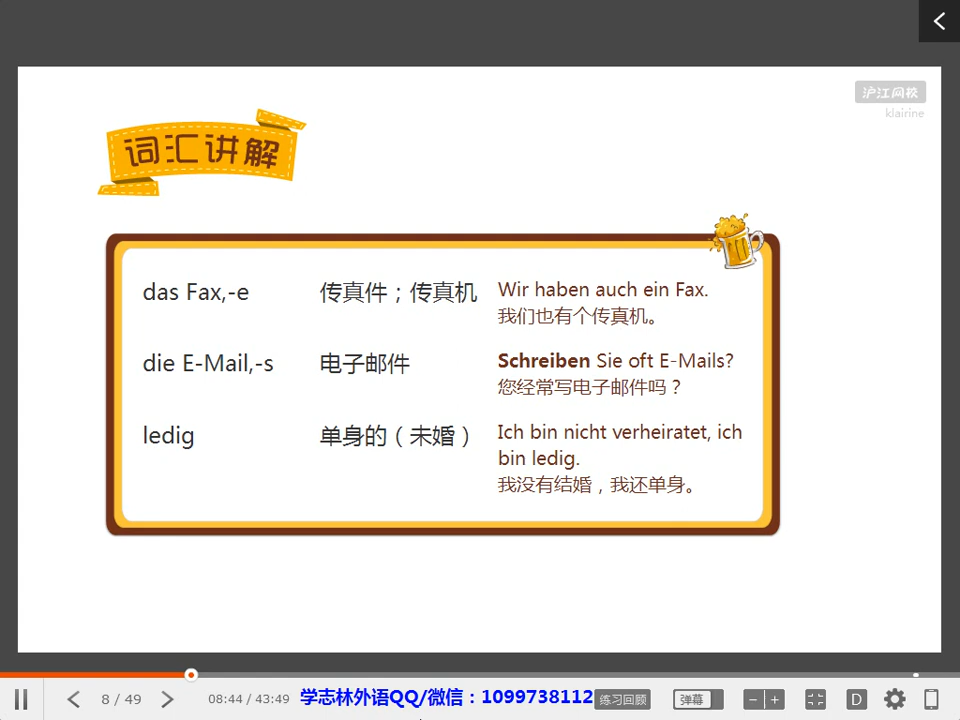 沪江网校
klairine
词汇讲解
das Fax,-e 传真件；传真机 Wir haben auch ein Fax.
我们也有个传真机。
die E-Mail,-s 电子邮件 Schreiben Sie oft E-Mails?
您经常写电子邮件吗？
ledig 单身的（未婚） Ich bin nicht verheiratet, ich
bin ledig.
我没有结婚，我还单身。
8 / 49 08:44 / 43:49 学志林外语QQ/微信：1099738112 练习回顾 弹幕 D